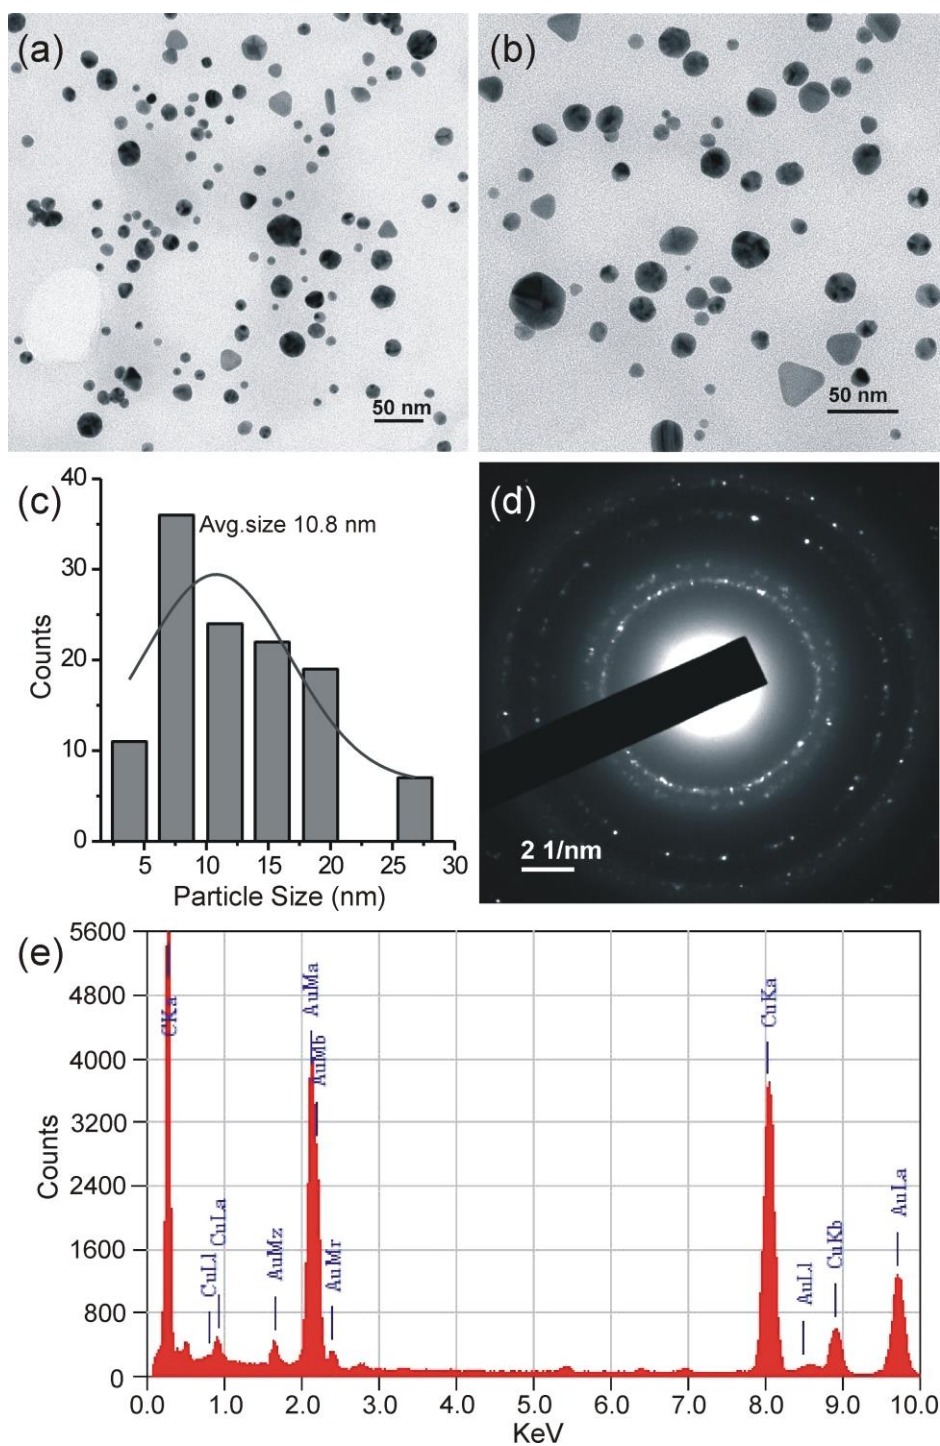 (a)
50 nm
(b)
50 nm
(c)
40
30
20
10
0
Counts
Avg.size 10.8 nm
5
10
15
20
25
30
Particle Size (nm)
(d)
2 1/nm
(e)
5600
4800
4000
3200
2400
1600
800
0
Counts
CKa
CuLl
CuLa
AuMz
AuMa
AuMb
AuMr
CuKa
AuLl
CuKb
AuLa
0.0
1.0
2.0
3.0
4.0
5.0
6.0
7.0
8.0
9.0
10.0
KeV